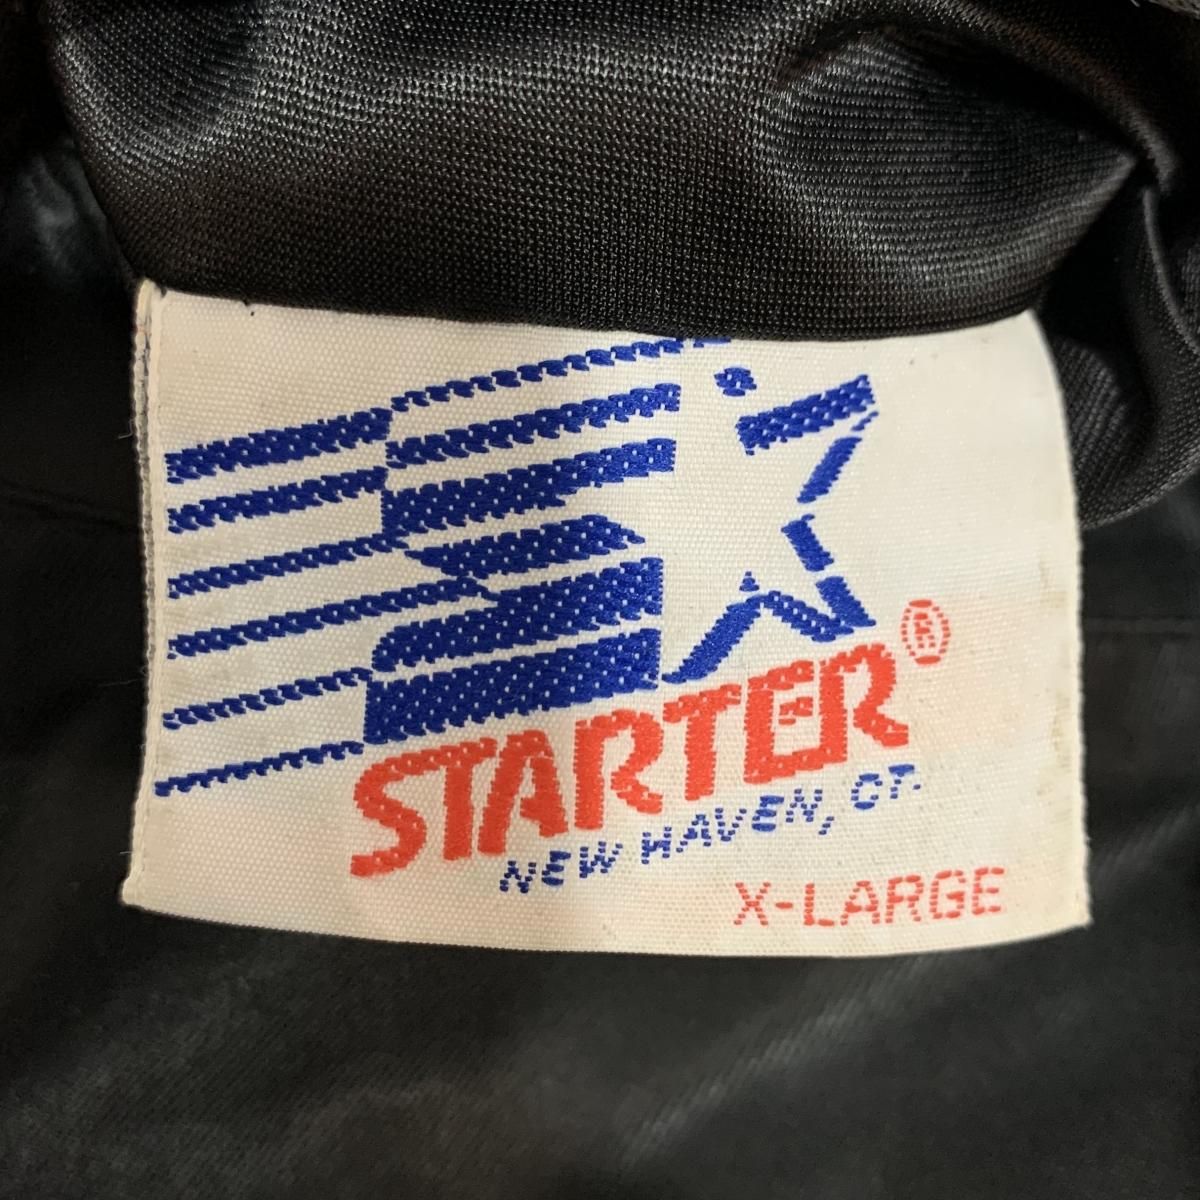 STARTER®
NEW HAVEN, CT.
X-LARGE